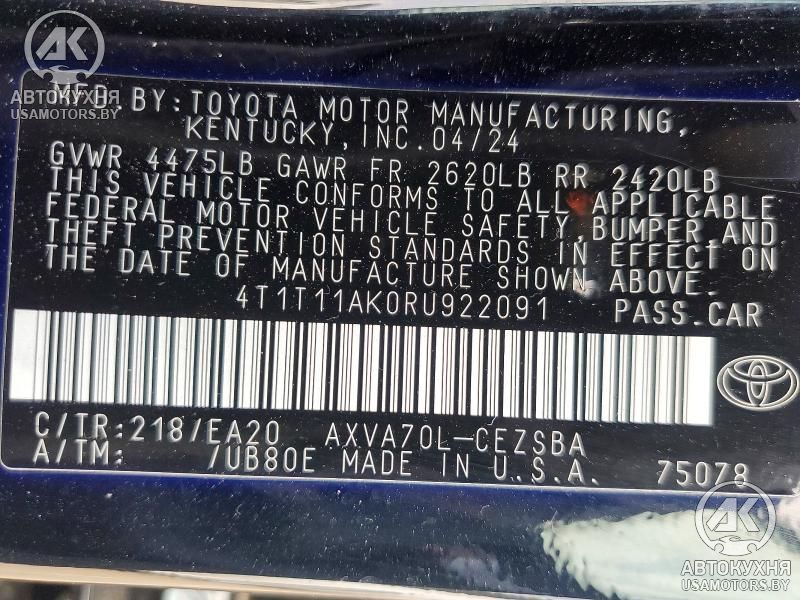 AK
АВТОКУХНЯ
USAMOTORS.BY
MFD. BY: TOYOTA MOTOR MANUFACTURING,
KENTUCKY, INC. 04/24
GVWR 4475LB GAWR FR 2620LB RR 2420LB
THIS VEHICLE CONFORMS TO ALL APPLICABLE
FEDERAL MOTOR VEHICLE SAFETY, BUMPER, AND
THEFT PREVENTION STANDARDS IN EFFECT ON
THE DATE OF MANUFACTURE SHOWN ABOVE.
4T1T11AK0RU922091 PASS. CAR
C/TR: 218/EA20 AXVA70L-CEZSBA
A/TM: /UB80E MADE IN U.S.A. 75078
AK
АВТОКУХНЯ
USAMOTORS.BY